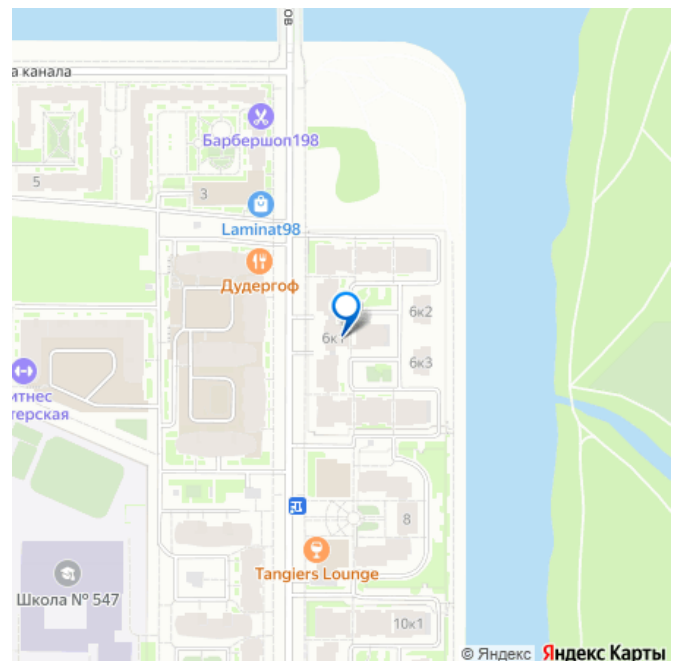 ов
а канала
Барбершоп198
5
3
Laminat98
Дудергоф
6к2
6к1
6к3
итнес
терская
8
Tangiers Lounge
Школа № 547
10к1
© Яндекс Яндекс Карты